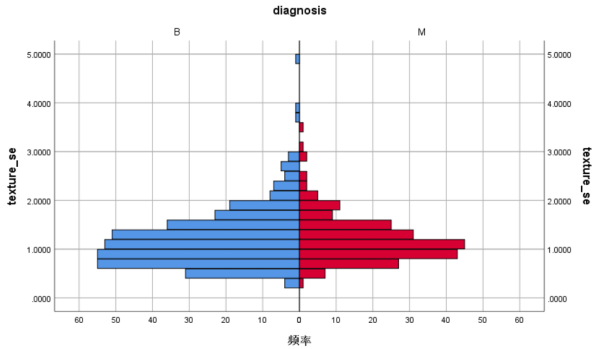 diagnosis
B M
5.0000 5.0000
4.0000 4.0000
3.0000 3.0000
texture_se texture_se
2.0000 2.0000
1.0000 1.0000
.0000 .0000
60 50 40 30 20 10 0 10 20 30 40 50 60
频率